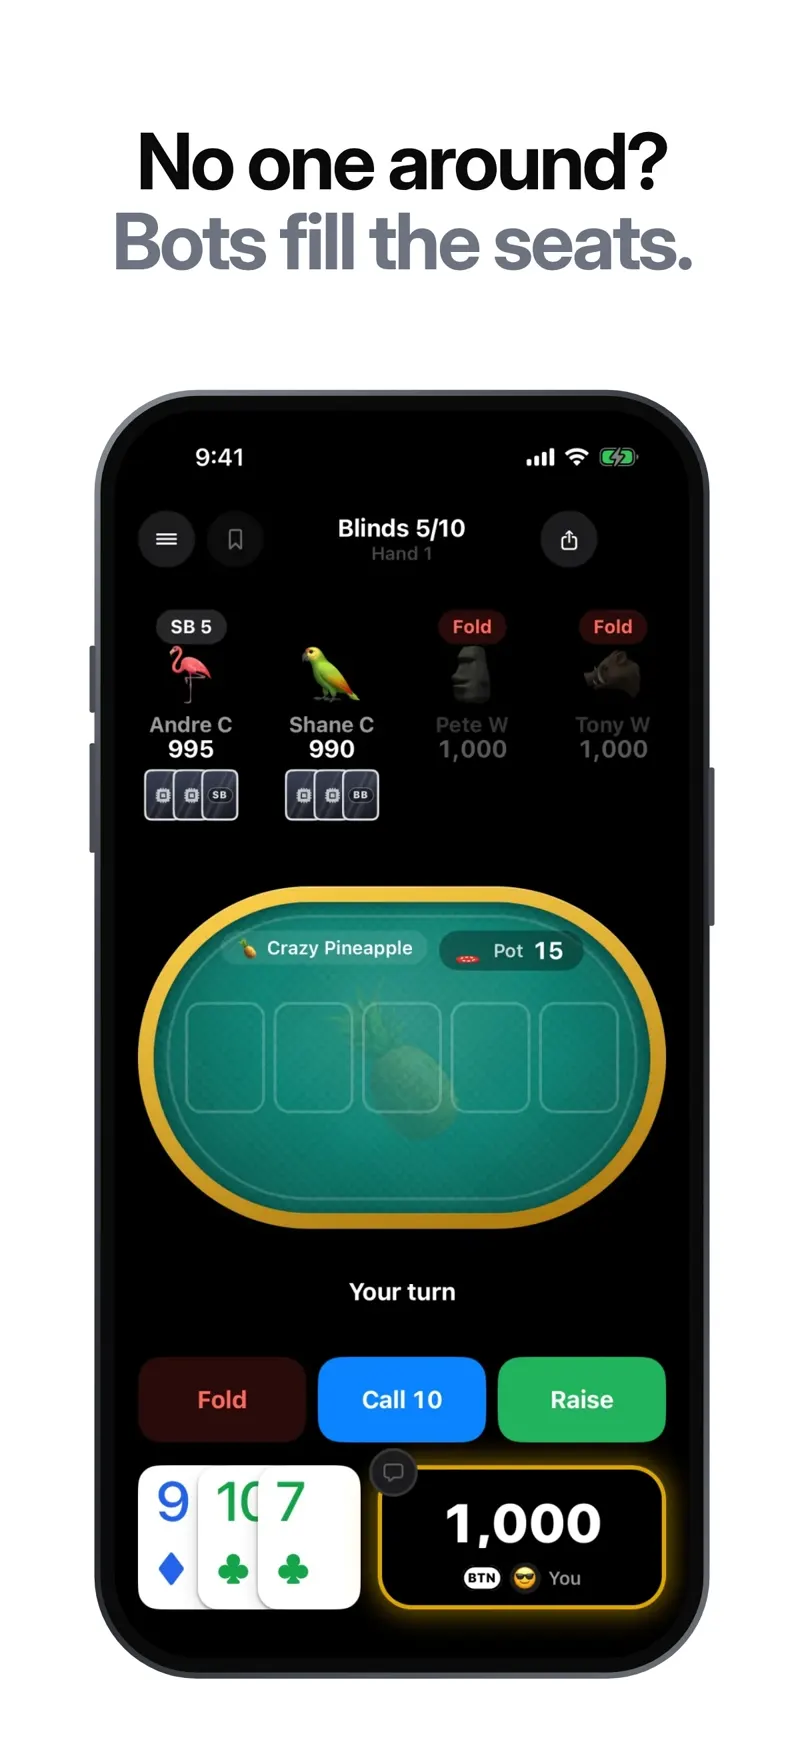 No one around?
Bots fill the seats.
9:41
Blinds 5/10
Hand 1
SB 5
Fold
Fold
Andre C
Shane C
Pete W
Tony W
995
990
1,000
1,000
SB
BB
Crazy Pineapple
Pot 15
Your turn
Fold
Call 10
Raise
9
10
7
1,000
BTN
You